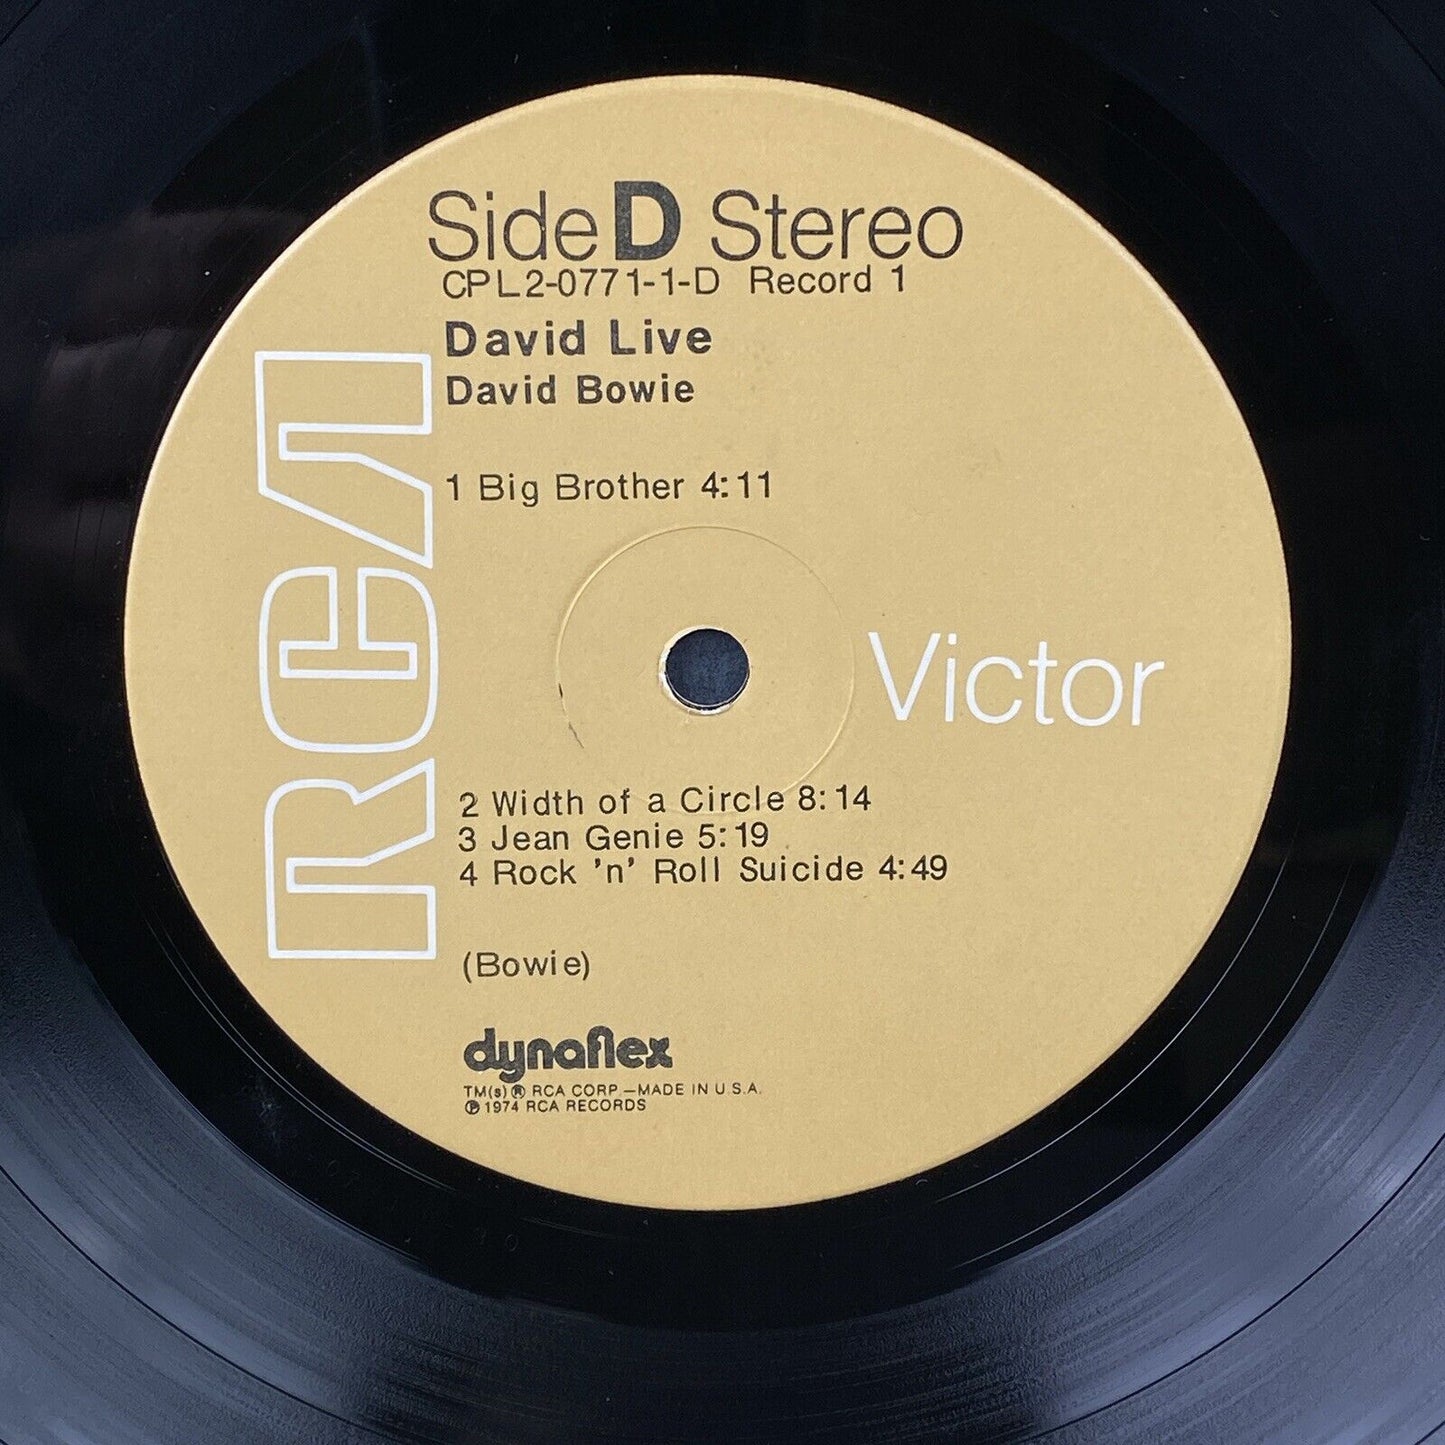 Side D Stereo
CPL2-0771-1-D Record 1
David Live
David Bowie
1 Big Brother 4:11
RCA
Victor
2 Width of a Circle 8:14
3 Jean Genie 5:19
4 Rock 'n' Roll Suicide 4:49
(Bowie)
dynaflex
TM(s) ® RCA CORP.—MADE IN U.S.A.
℗ 1974 RCA RECORDS